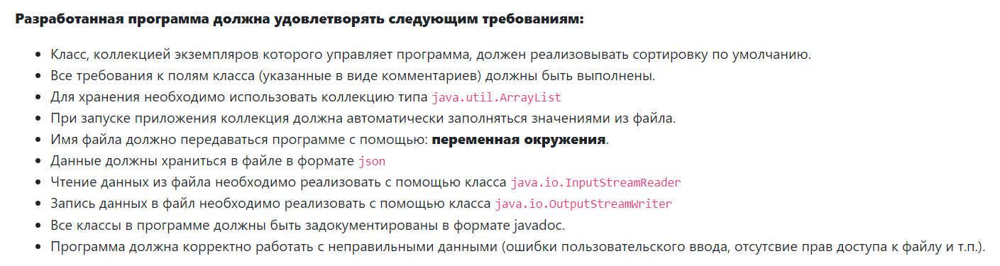 Разработанная программа должна удовлетворять следующим требованиям:
Класс, коллекцией экземпляров которого управляет программа, должен реализовывать сортировку по умолчанию.
Все требования к полям класса (указанные в виде комментариев) должны быть выполнены.
Для хранения необходимо использовать коллекцию типа java.util.ArrayList
При запуске приложения коллекция должна автоматически заполняться значениями из файла.
Имя файла должно передаваться программе с помощью: переменная окружения.
Данные должны храниться в файле в формате json
Чтение данных из файла необходимо реализовать с помощью класса java.io.InputStreamReader
Запись данных в файл необходимо реализовать с помощью класса java.io.OutputStreamWriter
Все классы в программе должны быть задокументированы в формате javadoc.
Программа должна корректно работать с неправильными данными (ошибки пользовательского ввода, отсутсвие прав доступа к файлу и т.п.).